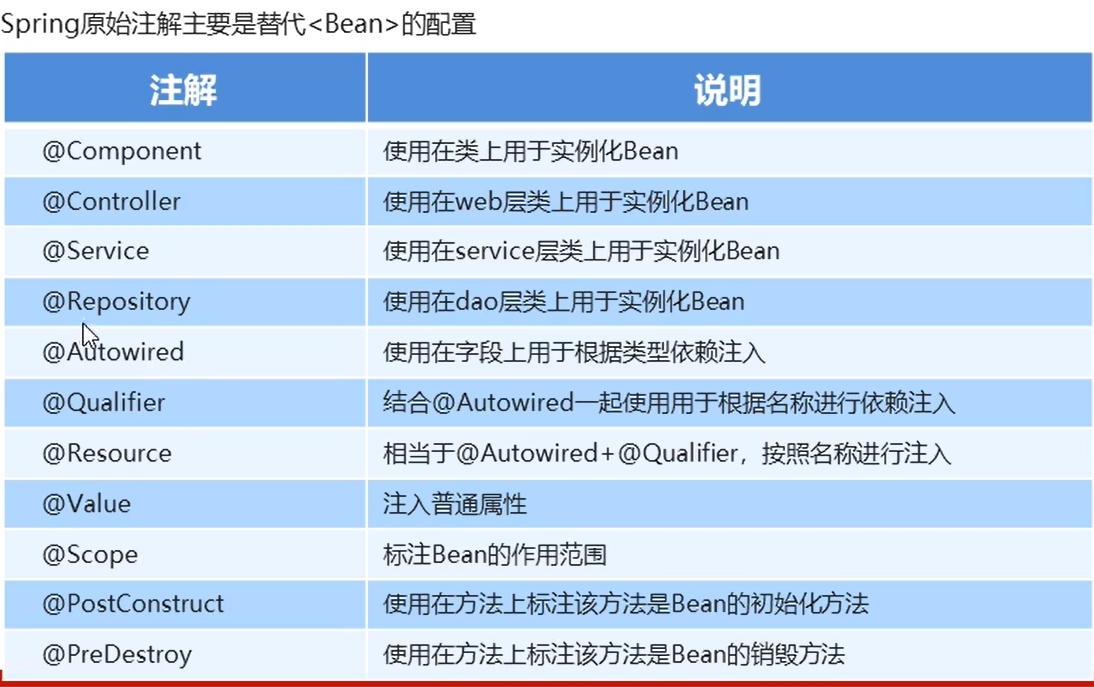 Spring原始注解主要是替代<Bean>的配置
注解 说明
@Component 使用在类上用于实例化Bean
@Controller 使用在web层类上用于实例化Bean
@Service 使用在service层类上用于实例化Bean
@Repository 使用在dao层类上用于实例化Bean
@Autowired 使用在字段上用于根据类型依赖注入
@Qualifier 结合@Autowired一起使用用于根据名称进行依赖注入
@Resource 相当于@Autowired+@Qualifier，按照名称进行注入
@Value 注入普通属性
@Scope 标注Bean的作用范围
@PostConstruct 使用在方法上标注该方法是Bean的初始化方法
@PreDestroy 使用在方法上标注该方法是Bean的销毁方法